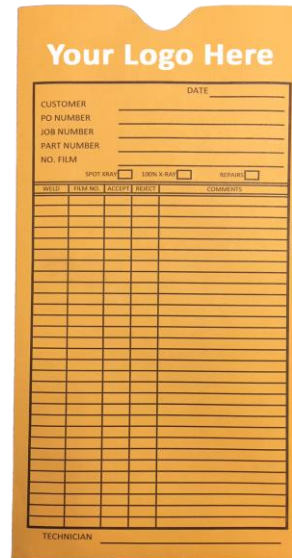 Your Logo Here
DATE
CUSTOMER
PO NUMBER
JOB NUMBER
PART NUMBER
NO. FILM
SPOT XRAY 100% X-RAY REPAIRS
WELD FILM NO. ACCEPT REJECT COMMENTS
TECHNICIAN